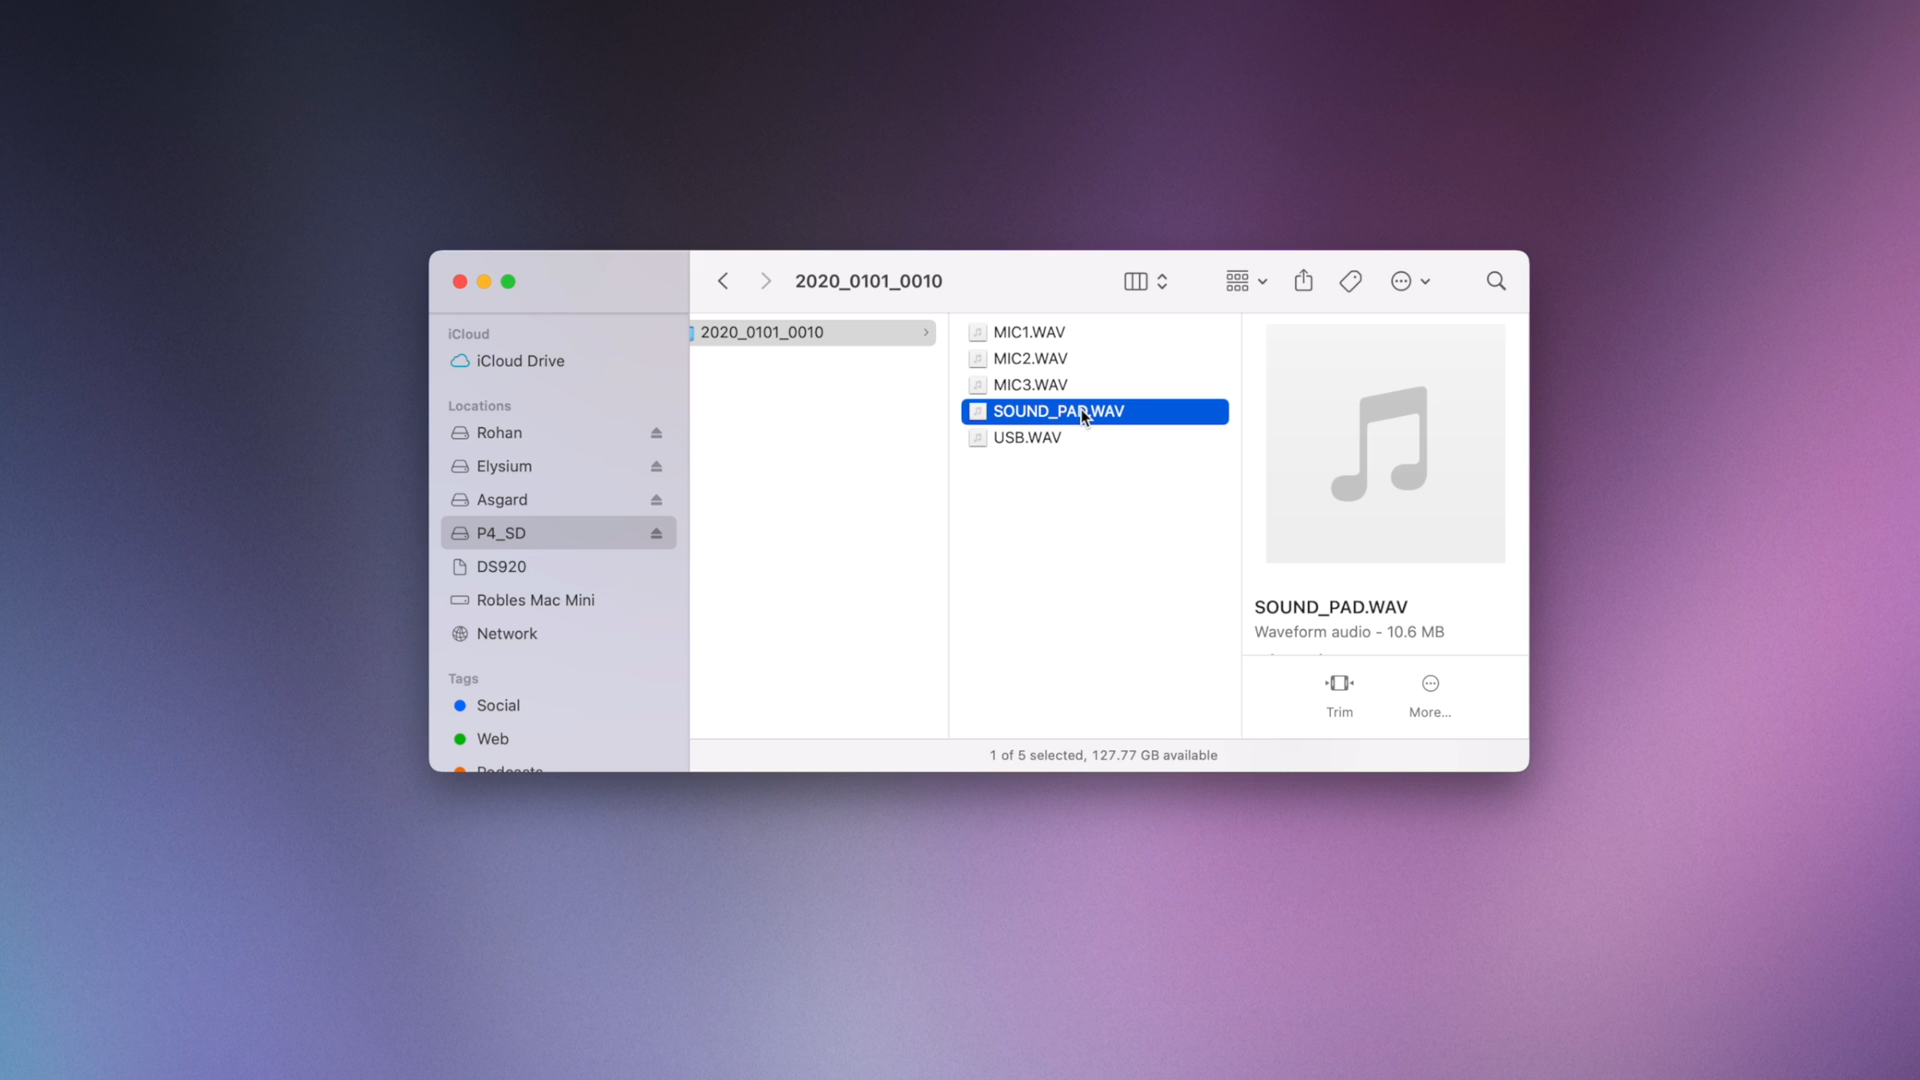 2020_0101_0010
iCloud
iCloud Drive
Locations
Rohan
Elysium
Asgard
P4_SD
DS920
Robles Mac Mini
Network
Tags
Social
Web
Podcasts
2020_0101_0010
MIC1.WAV
MIC2.WAV
MIC3.WAV
SOUND_PAD.WAV
USB.WAV
SOUND_PAD.WAV
Waveform audio - 10.6 MB
Trim
More...
1 of 5 selected, 127.77 GB available